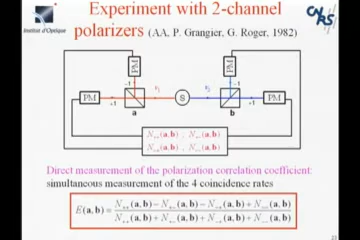 Experiment with 2-channel
polarizers (AA, P. Grangier, G. Roger, 1982)
Institut d'Optique
CNRS
PM
PM
-1
-1
PM
+1
ν₁
S
ν₂
+1
PM
a
b
N₊₊(a,b), N₊₋(a,b)
N₋₊(a,b), N₋₋(a,b)
Direct measurement of the polarization correlation coefficient:
simultaneous measurement of the 4 coincidence rates
E(a,b) = N₊₊(a,b) − N₊₋(a,b) − N₋₊(a,b) + N₋₋(a,b)
N₊₊(a,b) + N₊₋(a,b) + N₋₊(a,b) + N₋₋(a,b)